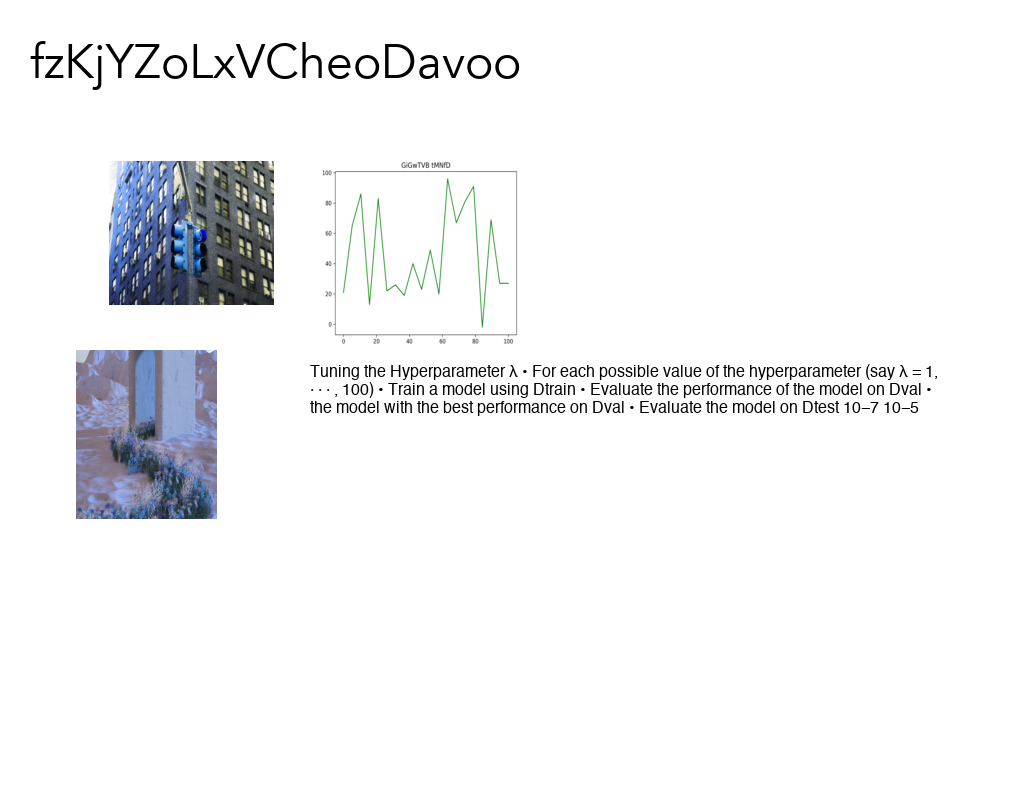 fzKjYZoLxVCheoDavoo
GiGwTVB tMNfD
100
80
60
40
20
0
0 20 40 60 80 100
Tuning the Hyperparameter λ • For each possible value of the hyperparameter (say λ = 1,
· · · , 100) • Train a model using Dtrain • Evaluate the performance of the model on Dval •
the model with the best performance on Dval • Evaluate the model on Dtest 10−7 10−5